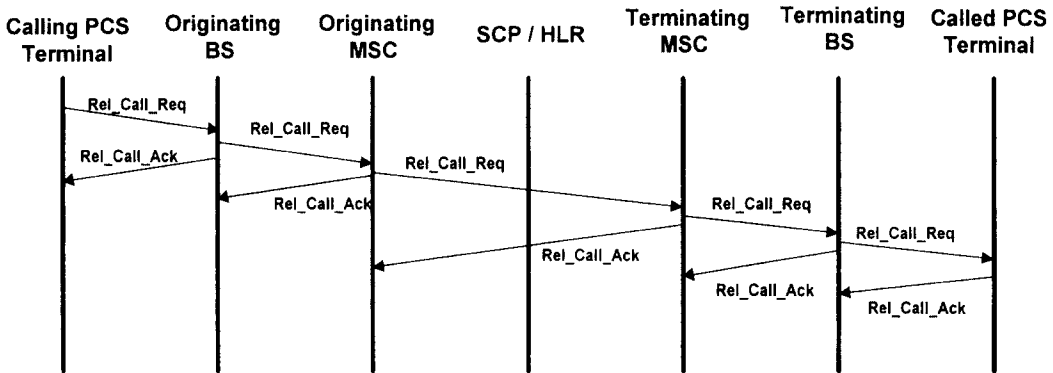 Calling PCS Terminal
Originating BS
Originating MSC
SCP / HLR
Terminating MSC
Terminating BS
Called PCS Terminal
Rel_Call_Req
Rel_Call_Req
Rel_Call_Ack
Rel_Call_Req
Rel_Call_Ack
Rel_Call_Req
Rel_Call_Req
Rel_Call_Ack
Rel_Call_Ack
Rel_Call_Ack